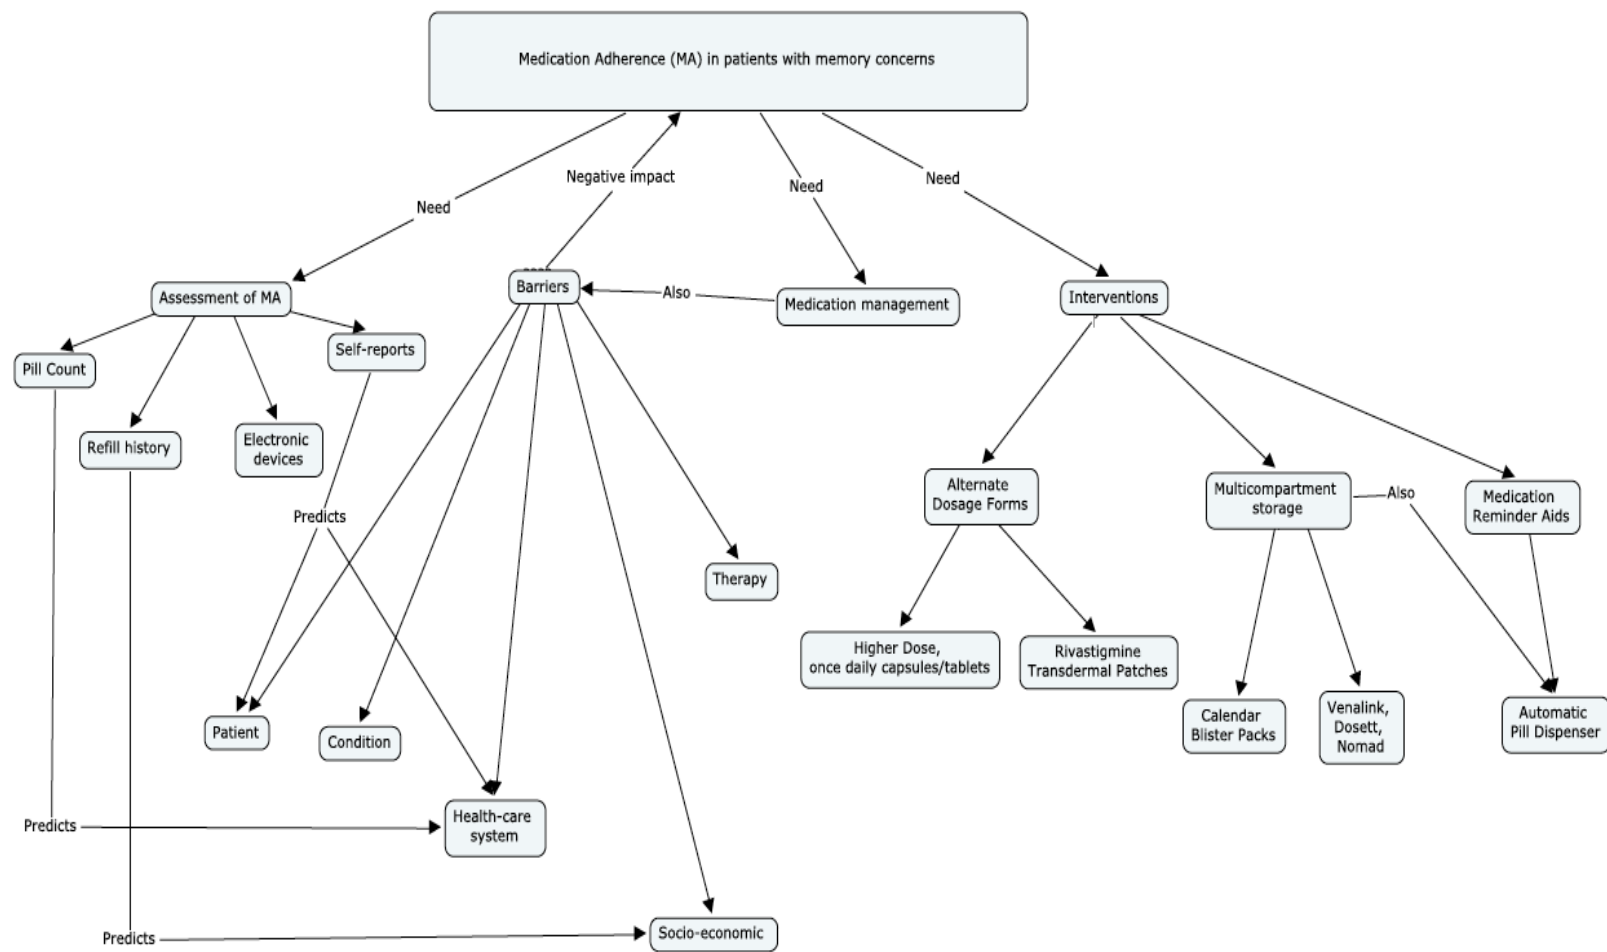 Medication Adherence (MA) in patients with memory concerns
Negative impact
Need
Need
Need
Assessment of MA
Barriers
Also
Medication management
Interventions
Pill Count
Self-reports
Refill history
Electronic
devices
Alternate
Dosage Forms
Multicompartment
storage
Also
Medication
Reminder Aids
Predicts
Therapy
Higher Dose,
once daily capsules/tablets
Rivastigmine
Transdermal Patches
Patient
Condition
Calendar
Blister Packs
Venalink,
Dosett,
Nomad
Automatic
Pill Dispenser
Predicts
Health-care
system
Predicts
Socio-economic